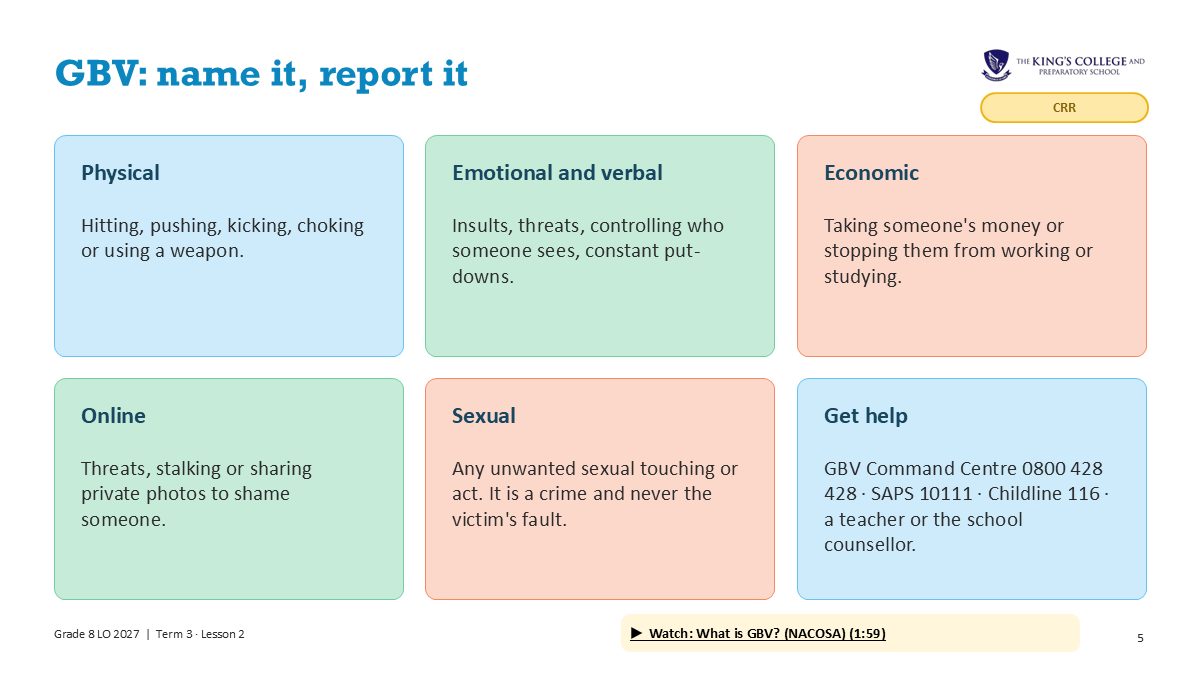 GBV: name it, report it
THE KING'S COLLEGE AND
PREPARATORY SCHOOL
CRR
Physical
Hitting, pushing, kicking, choking
or using a weapon.
Emotional and verbal
Insults, threats, controlling who
someone sees, constant put-
downs.
Economic
Taking someone's money or
stopping them from working or
studying.
Online
Threats, stalking or sharing
private photos to shame
someone.
Sexual
Any unwanted sexual touching or
act. It is a crime and never the
victim's fault.
Get help
GBV Command Centre 0800 428
428 · SAPS 10111 · Childline 116 ·
a teacher or the school
counsellor.
Grade 8 LO 2027 | Term 3 · Lesson 2
▶ Watch: What is GBV? (NACOSA) (1:59)
5